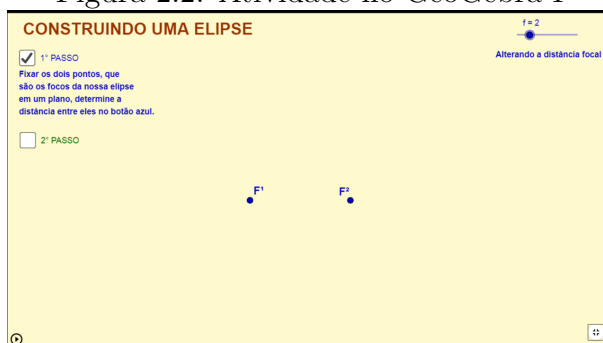 Figura 2.2: Atividade no GeoGebra I
CONSTRUINDO UMA ELIPSE
f = 2
Alterando a distância focal
1° PASSO
Fixar os dois pontos, que
são os focos da nossa elipse
em um plano, determine a
distância entre eles no botão azul.
2° PASSO
F¹
F²